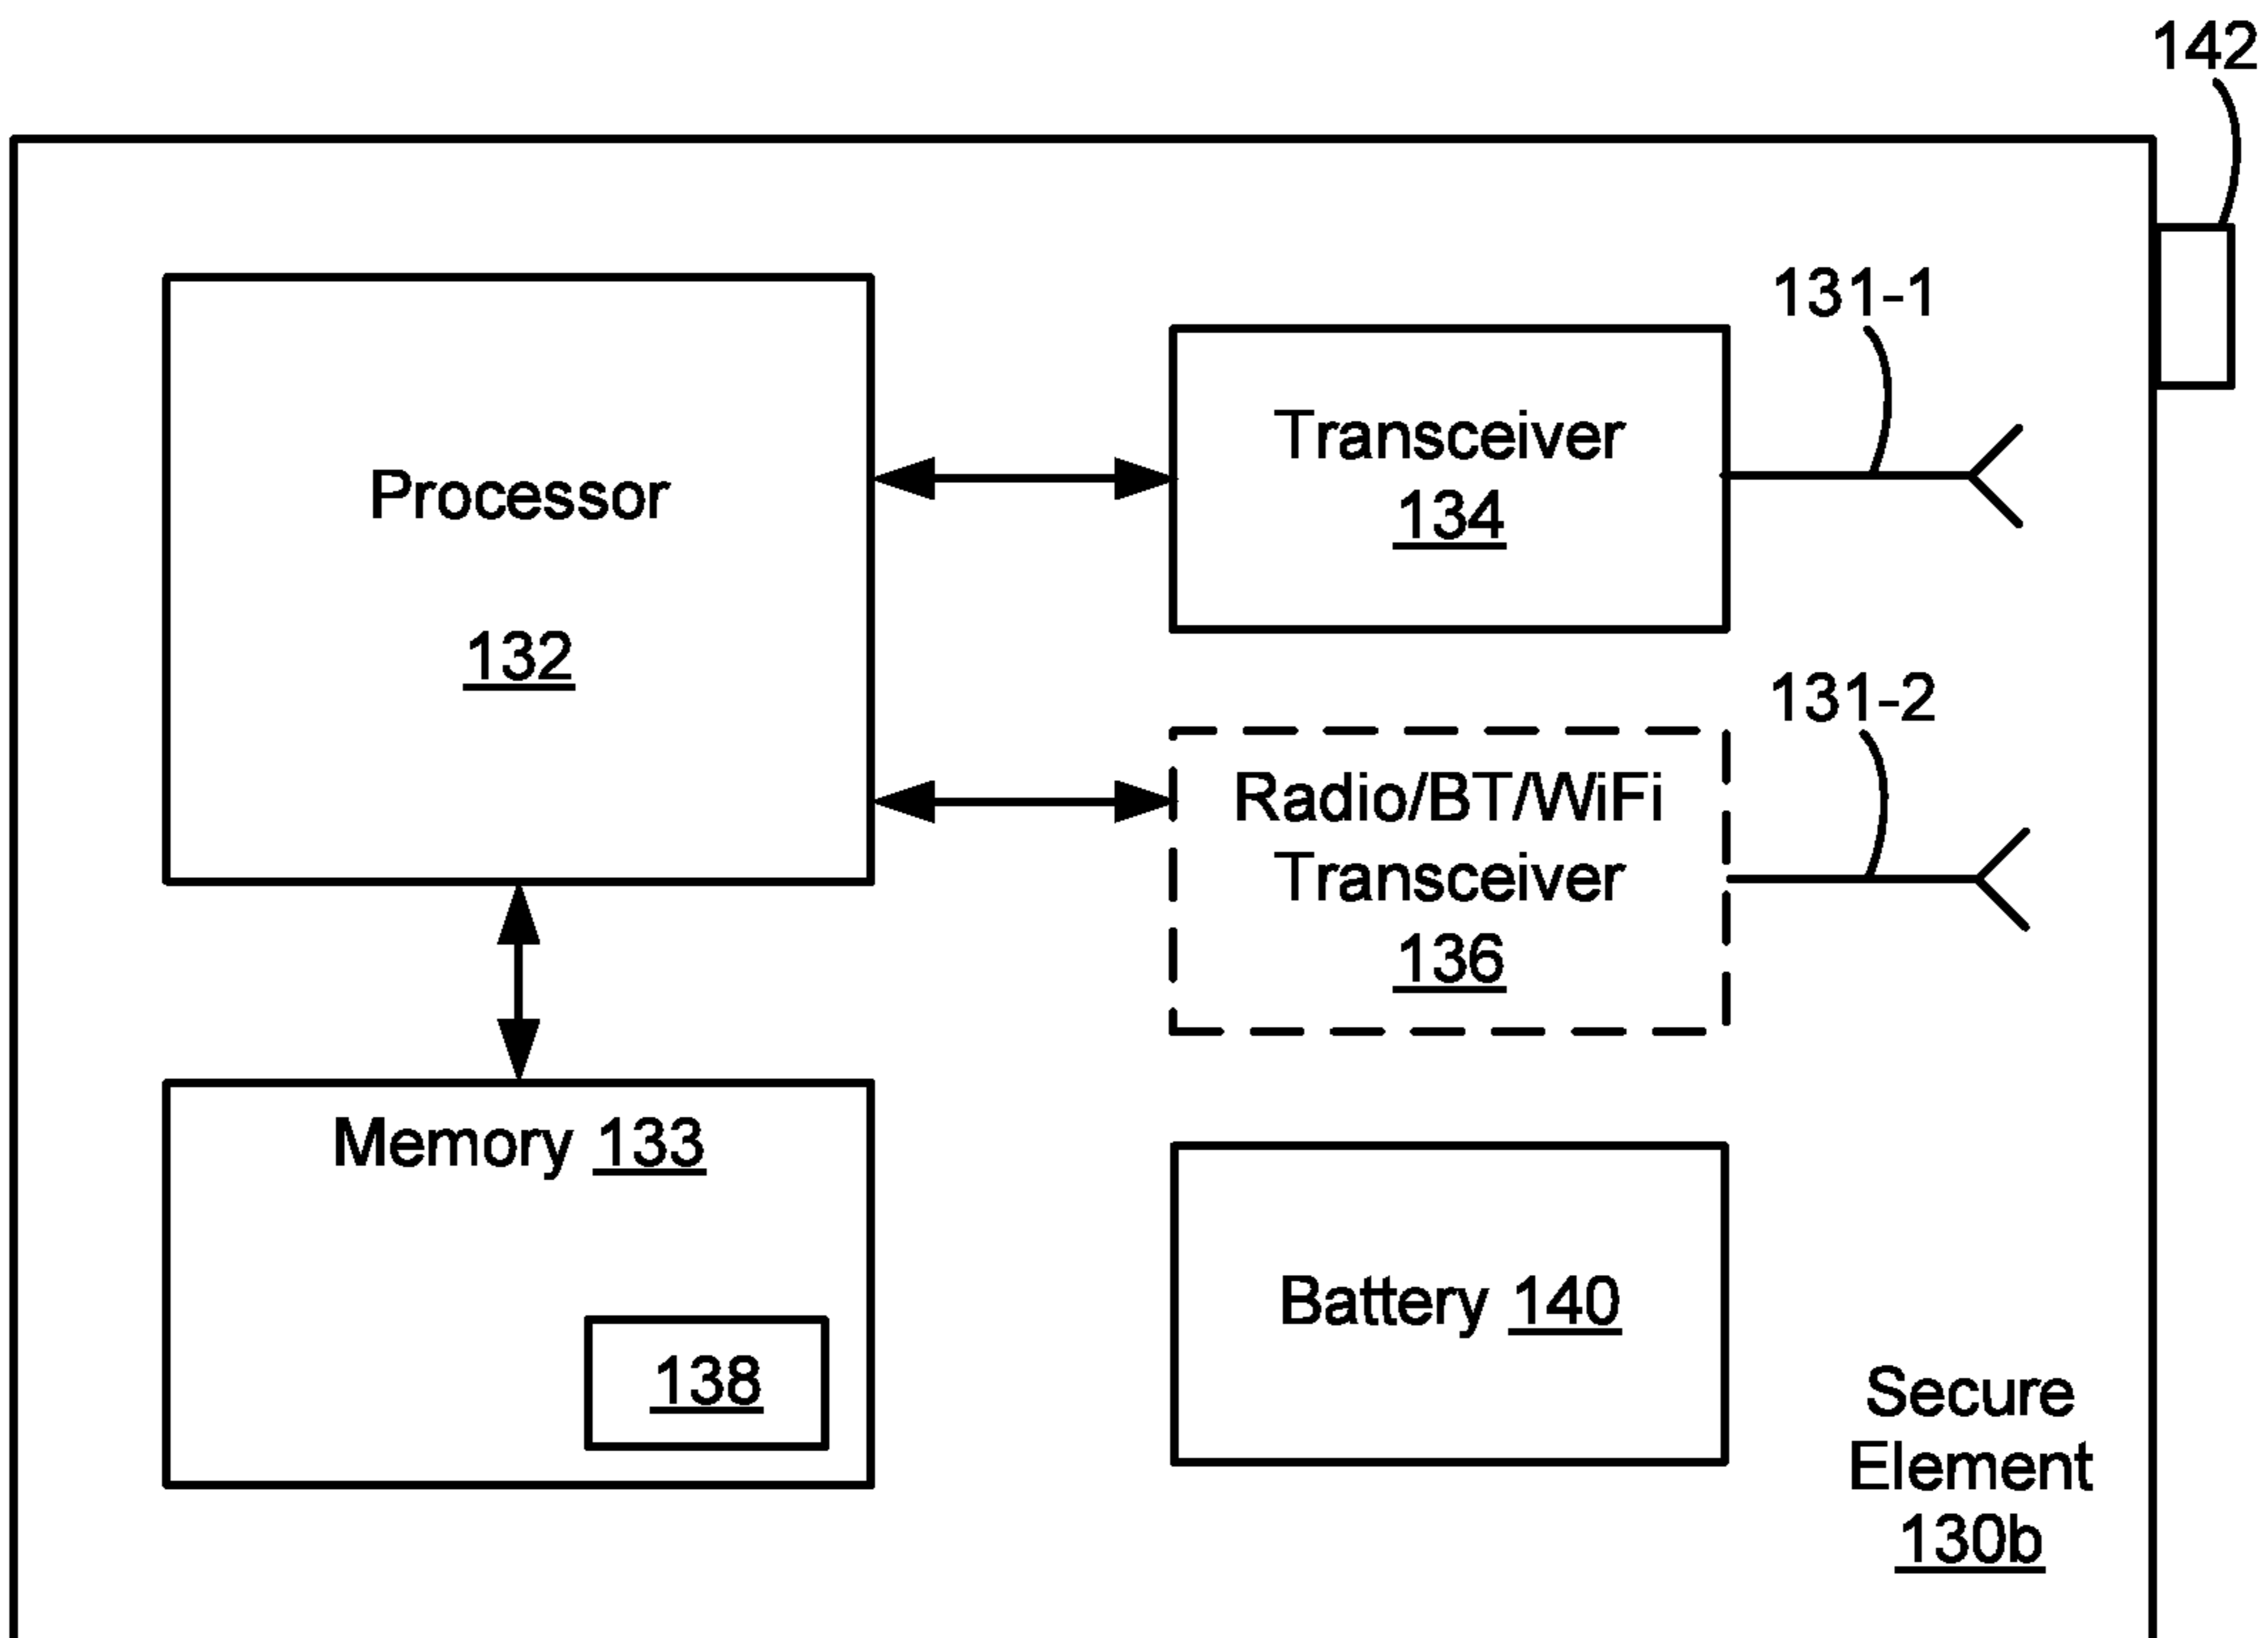 142
131-1
Processor
132
Transceiver
134
131-2
Radio/BT/WiFi
Transceiver
136
Memory 133
138
Battery 140
Secure
Element
130b